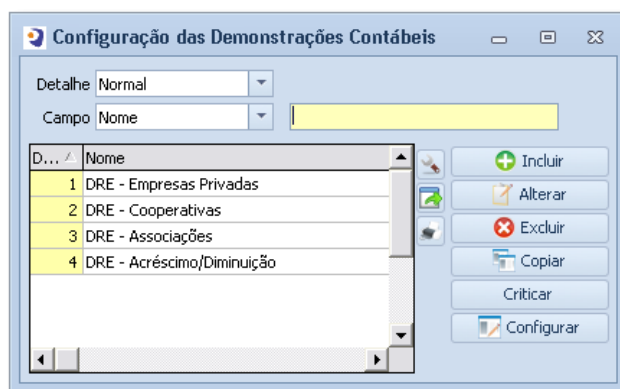 Configuração das Demonstrações Contábeis
Detalhe Normal
Campo Nome
D... Nome
1 DRE - Empresas Privadas
2 DRE - Cooperativas
3 DRE - Associações
4 DRE - Acréscimo/Diminuição
Incluir
Alterar
Excluir
Copiar
Criticar
Configurar